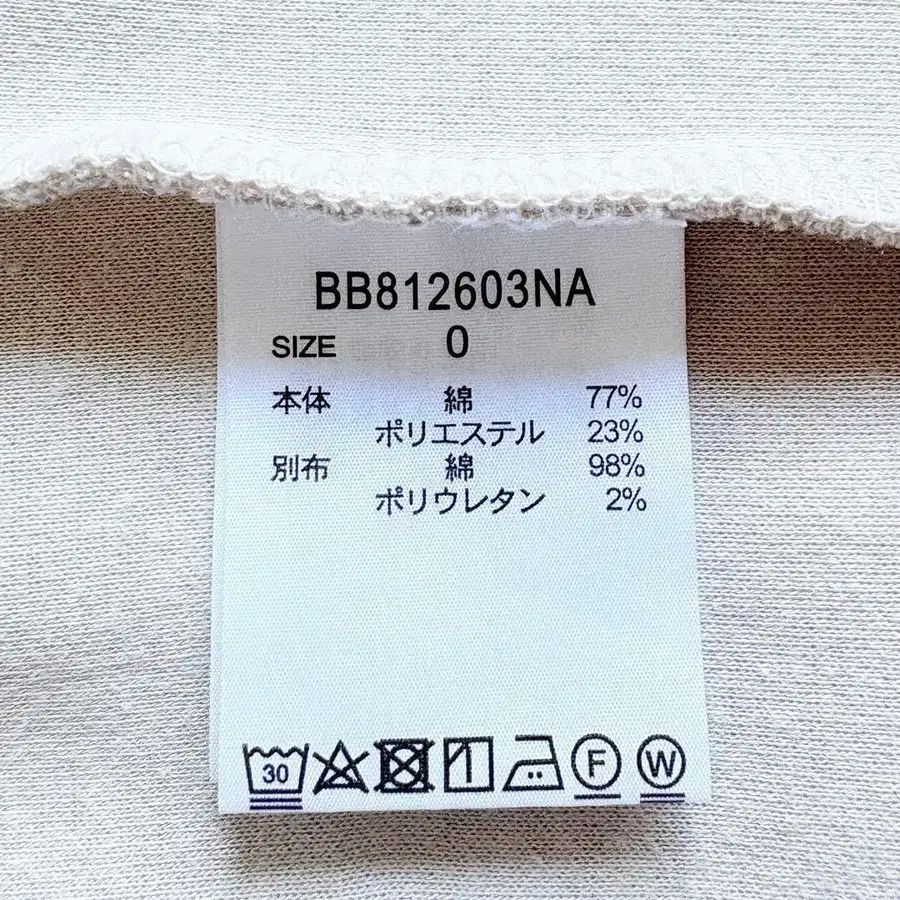 BB812603NA
SIZE 0
本体 綿 77%
ポリエステル 23%
別布 綿 98%
ポリウレタン 2%
30 F W